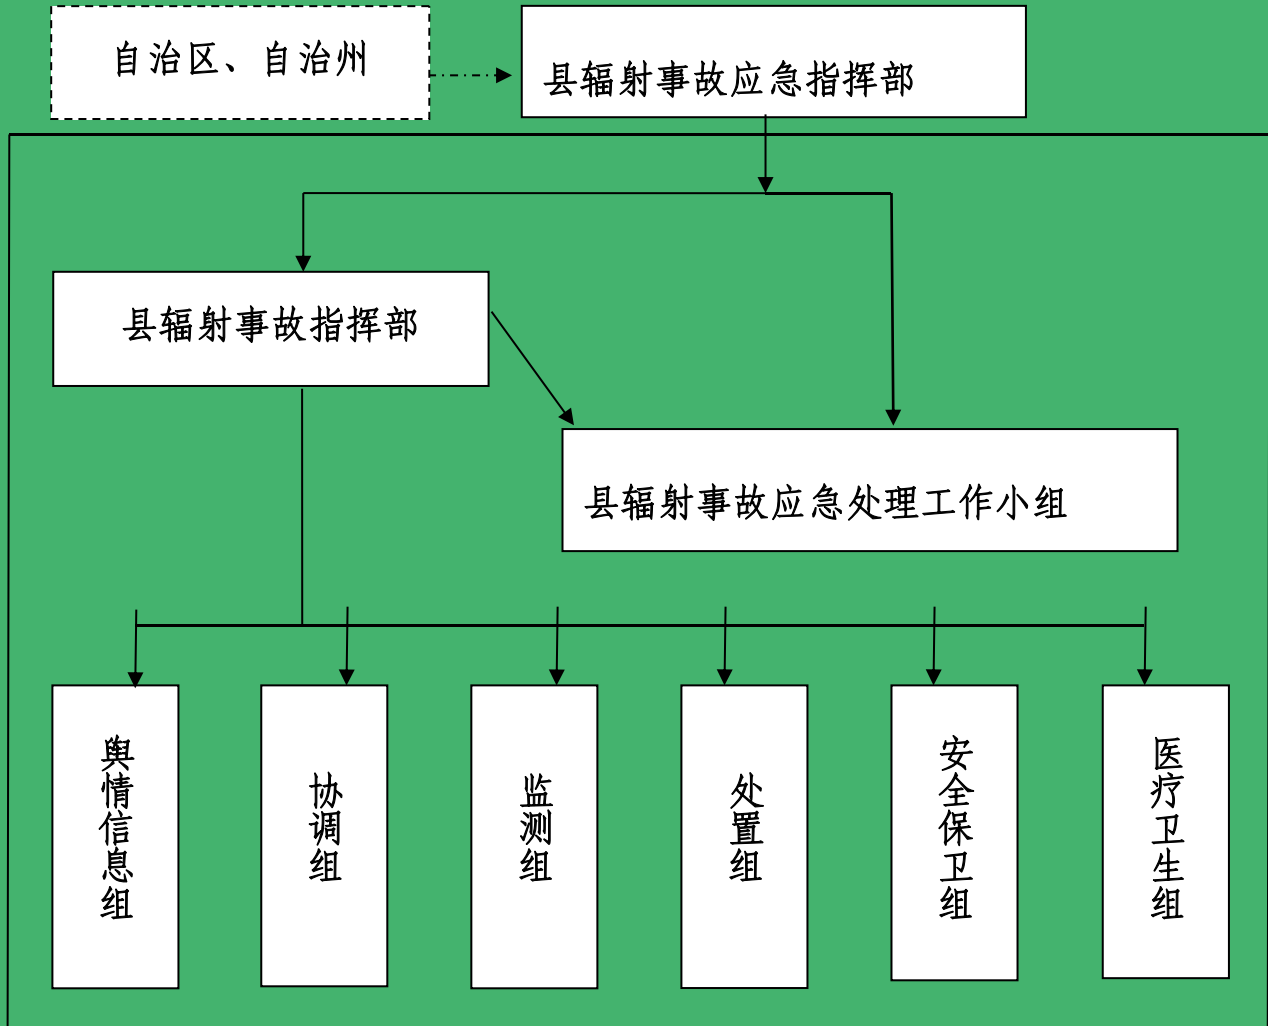 自治区、自治州
县辐射事故应急指挥部
县辐射事故指挥部
县辐射事故应急处理工作小组
舆情信息组
协调组
监测组
处置组
安全保卫组
医疗卫生组